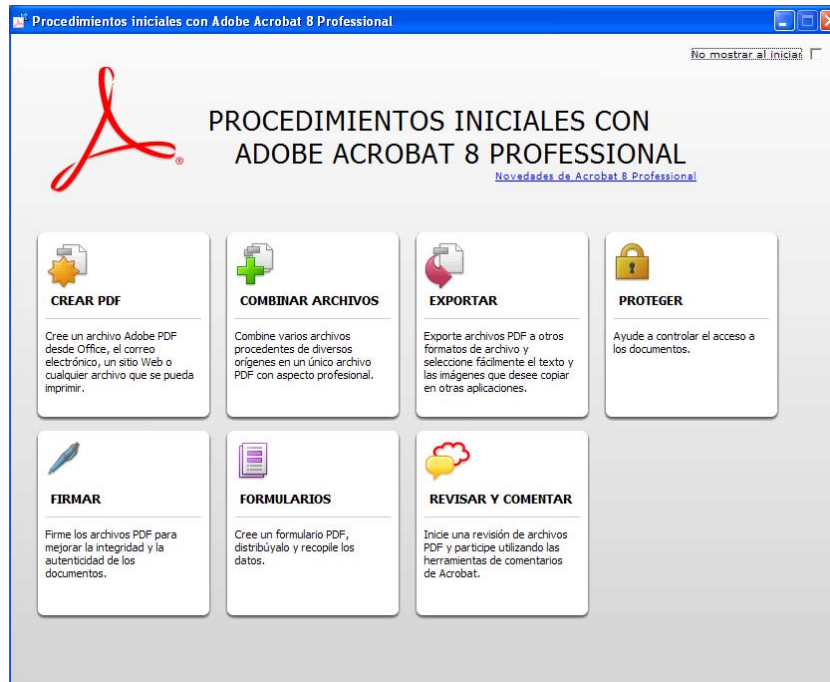 Procedimientos iniciales con Adobe Acrobat 8 Professional
No mostrar al iniciar
PROCEDIMIENTOS INICIALES CON
ADOBE ACROBAT 8 PROFESSIONAL
Novedades de Acrobat 8 Professional
CREAR PDF
Cree un archivo Adobe PDF
desde Office, el correo
electrónico, un sitio Web o
cualquier archivo que se pueda
imprimir.
COMBINAR ARCHIVOS
Combine varios archivos
procedentes de diversos
orígenes en un único archivo
PDF con aspecto profesional.
EXPORTAR
Exporte archivos PDF a otros
formatos de archivo y
seleccione fácilmente el texto y
las imágenes que desee copiar
en otras aplicaciones.
PROTEGER
Ayude a controlar el acceso a
los documentos.
FIRMAR
Firme los archivos PDF para
mejorar la integridad y la
autenticidad de los
documentos.
FORMULARIOS
Cree un formulario PDF,
distribúyalo y recopile los
datos.
REVISAR Y COMENTAR
Inicie una revisión de archivos
PDF y participe utilizando las
herramientas de comentarios
de Acrobat.